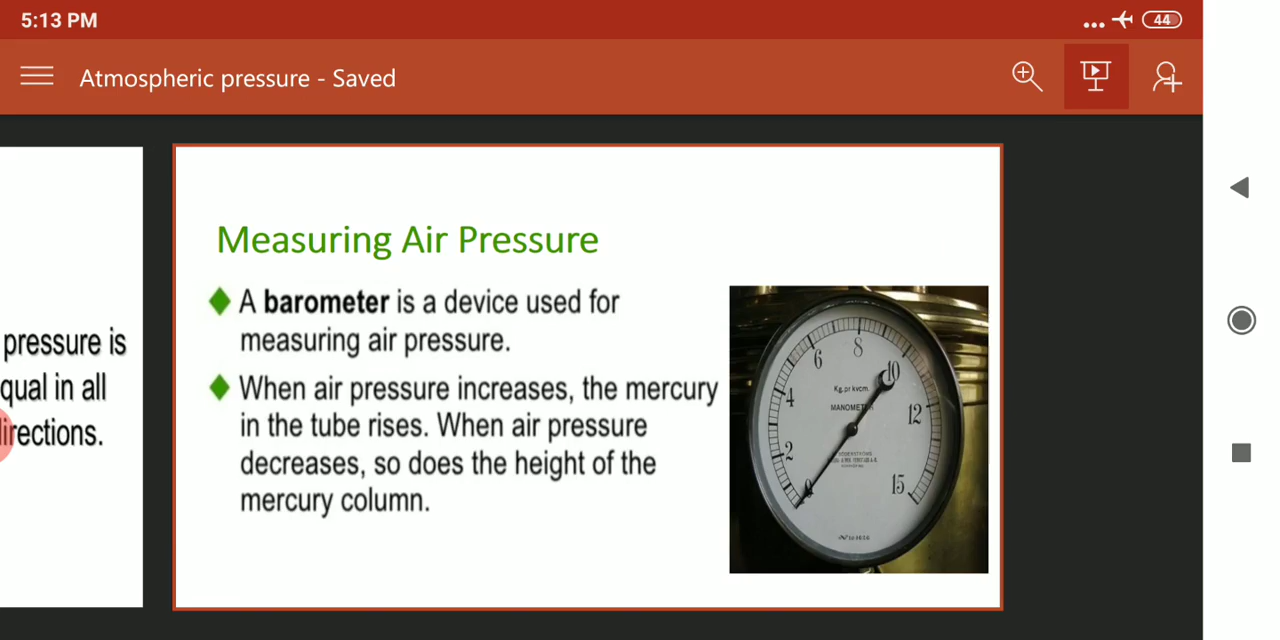 5:13 PM
44
Atmospheric pressure - Saved
pressure is
qual in all
irections.
Measuring Air Pressure
A barometer is a device used for
measuring air pressure.
When air pressure increases, the mercury
in the tube rises. When air pressure
decreases, so does the height of the
mercury column.
0
2
4
6
8
10
12
15
Kg. pr kvcm.